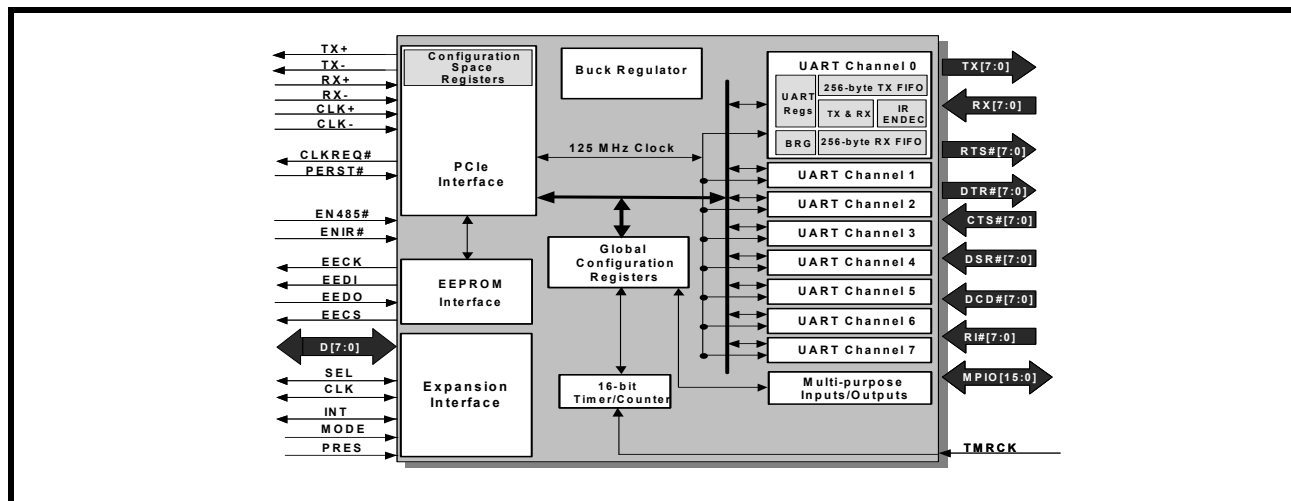 TX+
TX-
RX+
RX-
CLK+
CLK-
CLKREQ#
PERST#
EN485#
ENIR#
EECK
EEDI
EEDO
EECS
D[7:0]
SEL
CLK
INT
MODE
PRES
Configuration
Space
Registers
PCIe
Interface
EEPROM
Interface
Expansion
Interface
Buck Regulator
125 MHz Clock
Global
Configuration
Registers
16-bit
Timer/Counter
UART Channel 0
UART
Regs
256-byte TX FIFO
TX & RX
IR
ENDEC
BRG
256-byte RX FIFO
UART Channel 1
UART Channel 2
UART Channel 3
UART Channel 4
UART Channel 5
UART Channel 6
UART Channel 7
Multi-purpose
Inputs/Outputs
TX[7:0]
RX[7:0]
RTS#[7:0]
DTR#[7:0]
CTS#[7:0]
DSR#[7:0]
DCD#[7:0]
RI#[7:0]
MPIO[15:0]
TMRCK